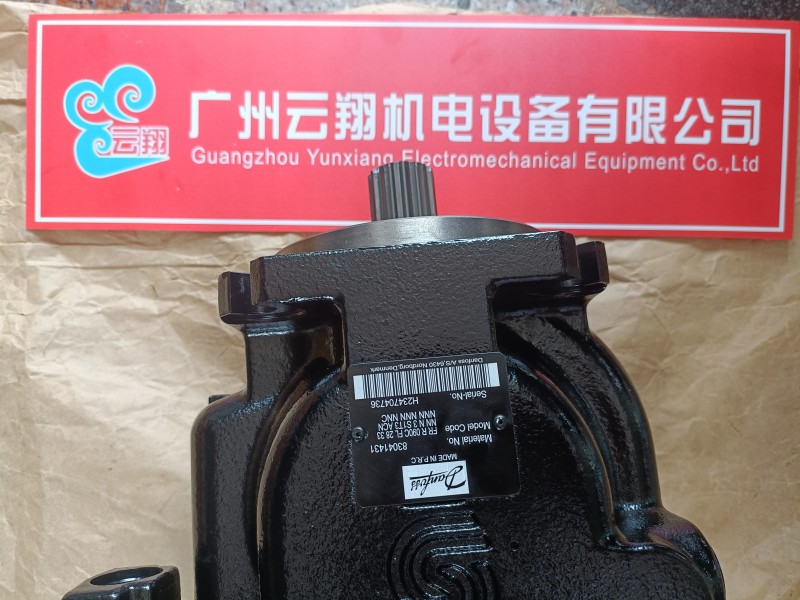 云翔
广州云翔机电设备有限公司
Guangzhou Yunxiang Electromechanical Equipment Co.,Ltd
Danfoss
MADE IN P.R.C
Material No. 83041431
Model Code FR R 090C FL 28 33
NN N 3 S1T3 ACN
NNN NNN NNC
Serial-No. H234704736
Danfoss A/S,6430 Nordborg,Denmark